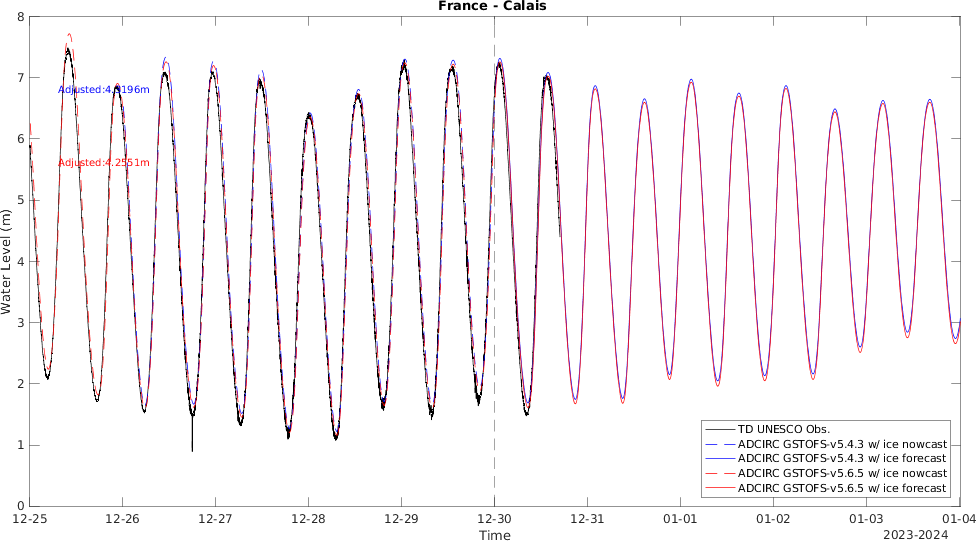 France - Calais
8
7
6
5
4
3
2
1
0
Water Level (m)
Adjusted:4.2551m
12-25
12-26
12-27
12-28
12-29
12-30
12-31
01-01
01-02
01-03
01-04
Time
2023-2024
TD UNESCO Obs.
ADCIRC GSTOFS-v5.4.3 w/ ice nowcast
ADCIRC GSTOFS-v5.4.3 w/ ice forecast
ADCIRC GSTOFS-v5.6.5 w/ ice nowcast
ADCIRC GSTOFS-v5.6.5 w/ ice forecast